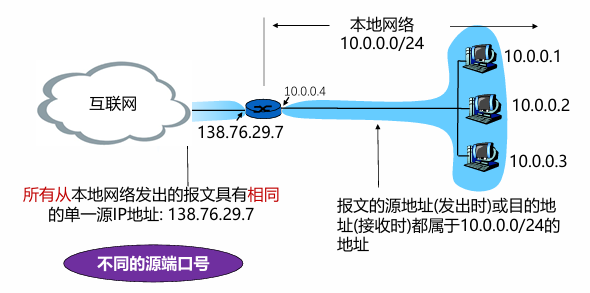 本地网络
10.0.0.0/24
10.0.0.1
互联网
10.0.0.4
10.0.0.2
138.76.29.7
10.0.0.3
所有从本地网络发出的报文具有相同
的单一源IP地址: 138.76.29.7
报文的源地址(发出时)或目的地
址(接收时)都属于10.0.0.0/24的
地址
不同的源端口号